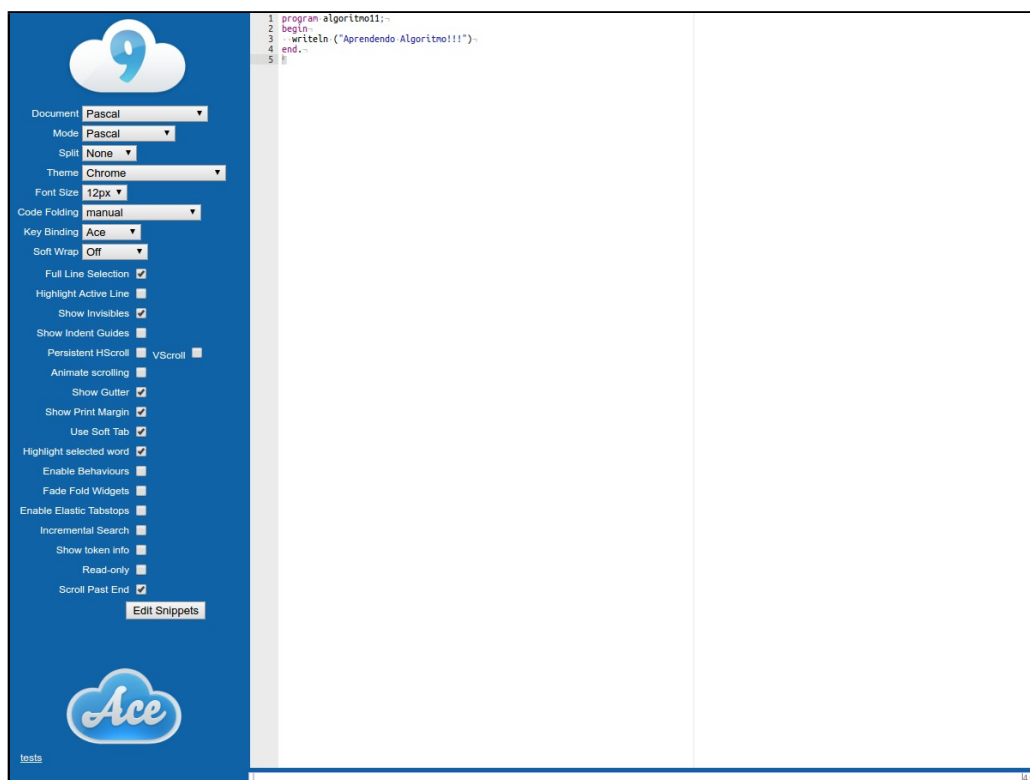 9
Document Pascal
Mode Pascal
Split None
Theme Chrome
Font Size 12px
Code Folding manual
Key Binding Ace
Soft Wrap Off
Full Line Selection
Highlight Active Line
Show Invisibles
Show Indent Guides
Persistent HScroll VScroll
Animate scrolling
Show Gutter
Show Print Margin
Use Soft Tab
Highlight selected word
Enable Behaviours
Fade Fold Widgets
Enable Elastic Tabstops
Incremental Search
Show token info
Read-only
Scroll Past End
Edit Snippets
Ace
tests
1 program·algoritmo11;¬
2 begin¬
3 ··writeln·("Aprendendo·Algoritmo!!!")¬
4 end.¬
5 ¶